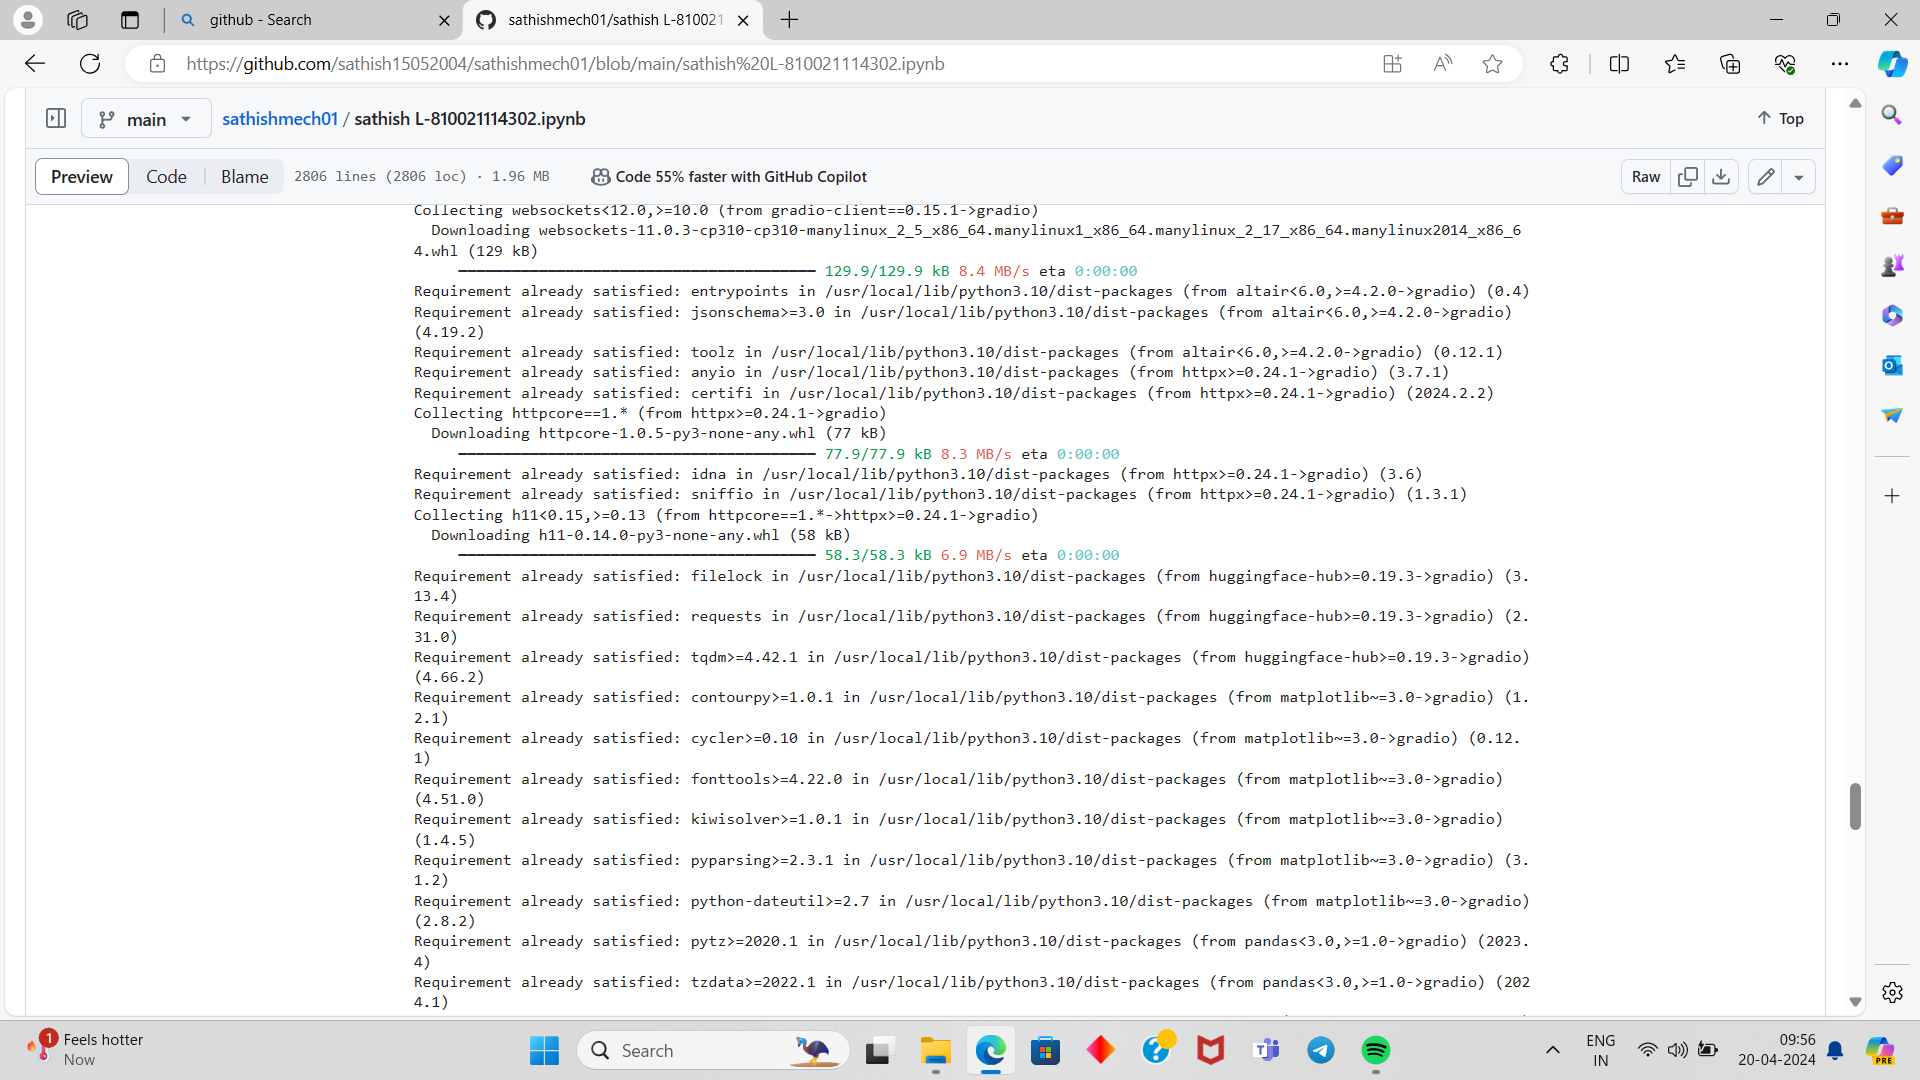 github - Search
sathishmech01/sathish L-810021
https://github.com/sathish15052004/sathishmech01/blob/main/sathish%20L-810021114302.ipynb
main
sathishmech01 / sathish L-810021114302.ipynb
Top
Preview Code Blame 2806 lines (2806 loc) · 1.96 MB Code 55% faster with GitHub Copilot Raw
Collecting websockets<12.0,>=10.0 (from gradio-client==0.15.1->gradio)
Downloading websockets-11.0.3-cp310-cp310-manylinux_2_5_x86_64.manylinux1_x86_64.manylinux_2_17_x86_64.manylinux2014_x86_6
4.whl (129 kB)
129.9/129.9 kB 8.4 MB/s eta 0:00:00
Requirement already satisfied: entrypoints in /usr/local/lib/python3.10/dist-packages (from altair<6.0,>=4.2.0->gradio) (0.4)
Requirement already satisfied: jsonschema>=3.0 in /usr/local/lib/python3.10/dist-packages (from altair<6.0,>=4.2.0->gradio)
(4.19.2)
Requirement already satisfied: toolz in /usr/local/lib/python3.10/dist-packages (from altair<6.0,>=4.2.0->gradio) (0.12.1)
Requirement already satisfied: anyio in /usr/local/lib/python3.10/dist-packages (from httpx>=0.24.1->gradio) (3.7.1)
Requirement already satisfied: certifi in /usr/local/lib/python3.10/dist-packages (from httpx>=0.24.1->gradio) (2024.2.2)
Collecting httpcore==1.* (from httpx>=0.24.1->gradio)
Downloading httpcore-1.0.5-py3-none-any.whl (77 kB)
77.9/77.9 kB 8.3 MB/s eta 0:00:00
Requirement already satisfied: idna in /usr/local/lib/python3.10/dist-packages (from httpx>=0.24.1->gradio) (3.6)
Requirement already satisfied: sniffio in /usr/local/lib/python3.10/dist-packages (from httpx>=0.24.1->gradio) (1.3.1)
Collecting h11<0.15,>=0.13 (from httpcore==1.*->httpx>=0.24.1->gradio)
Downloading h11-0.14.0-py3-none-any.whl (58 kB)
58.3/58.3 kB 6.9 MB/s eta 0:00:00
Requirement already satisfied: filelock in /usr/local/lib/python3.10/dist-packages (from huggingface-hub>=0.19.3->gradio) (3.
13.4)
Requirement already satisfied: requests in /usr/local/lib/python3.10/dist-packages (from huggingface-hub>=0.19.3->gradio) (2.
31.0)
Requirement already satisfied: tqdm>=4.42.1 in /usr/local/lib/python3.10/dist-packages (from huggingface-hub>=0.19.3->gradio)
(4.66.2)
Requirement already satisfied: contourpy>=1.0.1 in /usr/local/lib/python3.10/dist-packages (from matplotlib~=3.0->gradio) (1.
2.1)
Requirement already satisfied: cycler>=0.10 in /usr/local/lib/python3.10/dist-packages (from matplotlib~=3.0->gradio) (0.12.
1)
Requirement already satisfied: fonttools>=4.22.0 in /usr/local/lib/python3.10/dist-packages (from matplotlib~=3.0->gradio)
(4.51.0)
Requirement already satisfied: kiwisolver>=1.0.1 in /usr/local/lib/python3.10/dist-packages (from matplotlib~=3.0->gradio)
(1.4.5)
Requirement already satisfied: pyparsing>=2.3.1 in /usr/local/lib/python3.10/dist-packages (from matplotlib~=3.0->gradio) (3.
1.2)
Requirement already satisfied: python-dateutil>=2.7 in /usr/local/lib/python3.10/dist-packages (from matplotlib~=3.0->gradio)
(2.8.2)
Requirement already satisfied: pytz>=2020.1 in /usr/local/lib/python3.10/dist-packages (from pandas<3.0,>=1.0->gradio) (2023.
4)
Requirement already satisfied: tzdata>=2022.1 in /usr/local/lib/python3.10/dist-packages (from pandas<3.0,>=1.0->gradio) (202
4.1)
1 Feels hotter
Now
Search
ENG
IN
09:56
20-04-2024
PRE